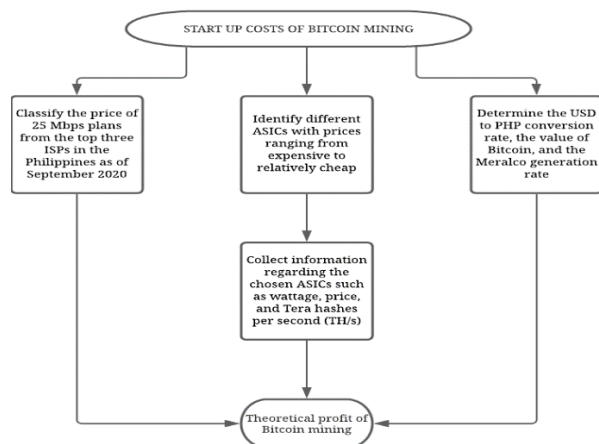 START UP COSTS OF BITCOIN MINING
Classify the price of
25 Mbps plans
from the top three
ISPs in the
Philippines as of
September 2020
Identify different
ASICs with prices
ranging from
expensive to
relatively cheap
Determine the USD
to PHP conversion
rate, the value of
Bitcoin, and the
Meralco generation
rate
Collect information
regarding the
chosen ASICs such
as wattage, price,
and Tera hashes
per second (TH/s)
Theoretical profit of
Bitcoin mining